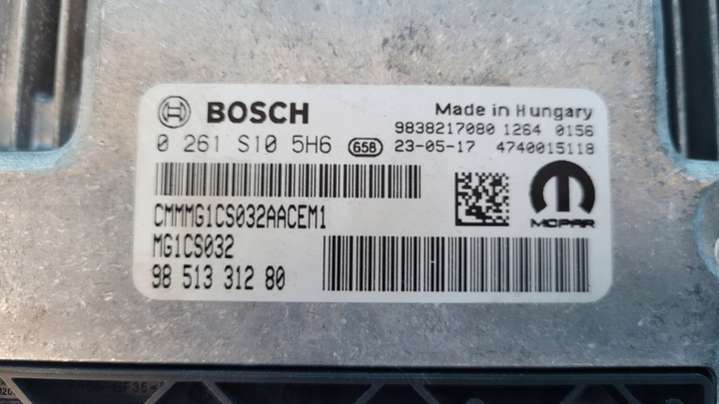 BOSCH
Made in Hungary
9838217080 1264 0156
0 261 S10 5H6 G58 23-05-17 4740015118
CMMMG1CS032AACEM1
MG1CS032
98 513 312 80
MOPAR